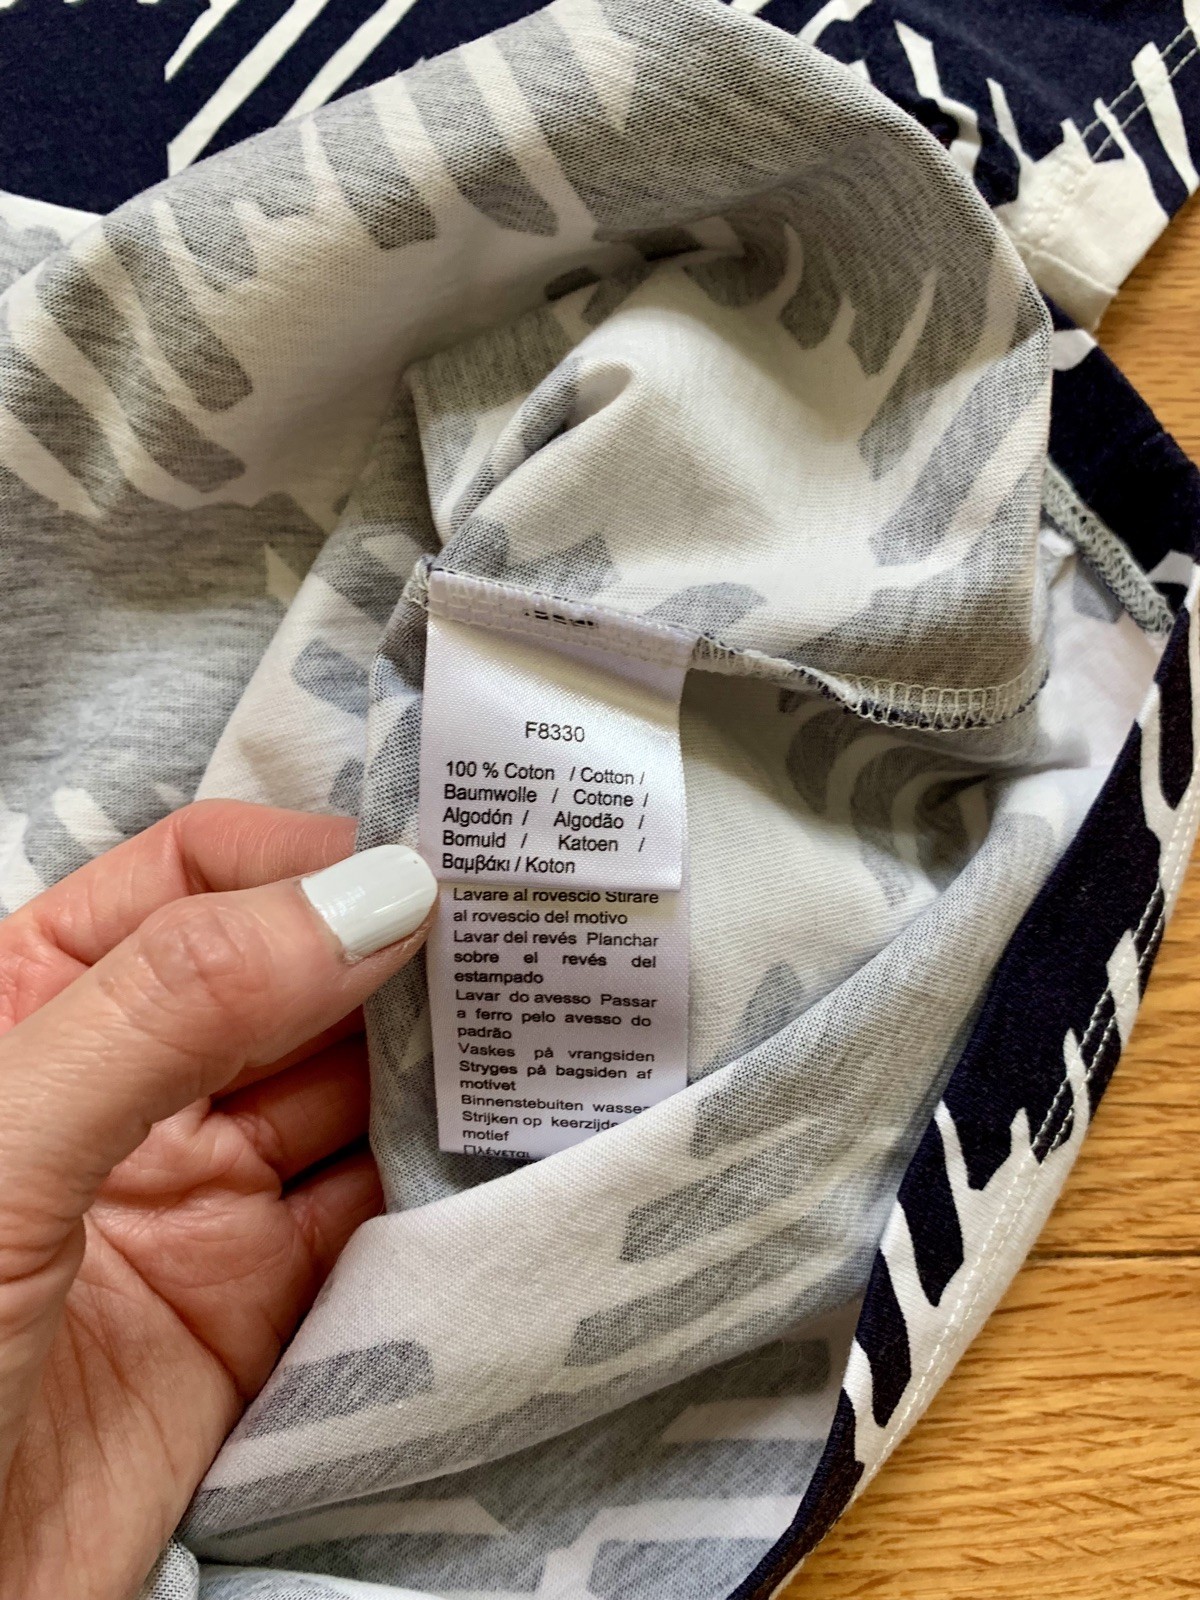 F8330
100 % Coton / Cotton /
Baumwolle / Cotone /
Algodón / Algodão /
Bomuld / Katoen /
Βαμβάκι / Koton
Lavare al rovescio Stirare
al rovescio del motivo
Lavar del revés Planchar
sobre el revés del
estampado
Lavar do avesso Passar
a ferro pelo avesso do
padrão
Vaskes på vrangsiden
Stryges på bagsiden af
motivet
Binnenstebuiten
Strijken op
motief